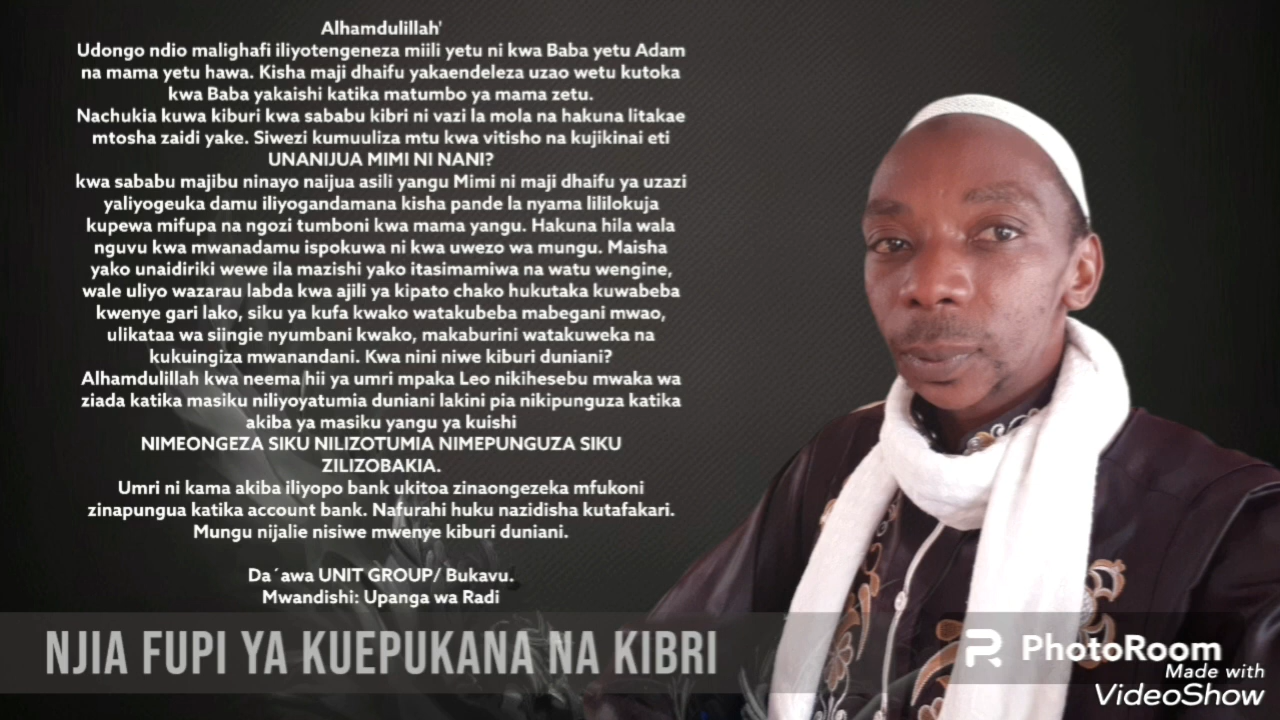 Alhamdulillah'
Udongo ndio malighafi iliyotengeneza miili yetu ni kwa Baba yetu Adam
na mama yetu hawa. Kisha maji dhaifu yakaendeleza uzao wetu kutoka
kwa Baba yakaishi katika matumbo ya mama zetu.
Nachukia kuwa kiburi kwa sababu kibri ni vazi la mola na hakuna litakae
mtosha zaidi yake. Siwezi kumuuliza mtu kwa vitisho na kujikinai eti
UNANIJUA MIMI NI NANI?
kwa sababu majibu ninayo naijua asili yangu Mimi ni maji dhaifu ya uzazi
yaliyogeuka damu iliyogandamana kisha pande la nyama lililokuja
kupewa mifupa na ngozi tumboni kwa mama yangu. Hakuna hila wala
nguvu kwa mwanadamu ispokuwa ni kwa uwezo wa mungu. Maisha
yako unaidiriki wewe ila mazishi yako itasimamiwa na watu wengine,
wale uliyo wazarau labda kwa ajili ya kipato chako hukutaka kuwabeba
kwenye gari lako, siku ya kufa kwako watakubeba mabegani mwao,
ulikataa wa siingie nyumbani kwako, makaburini watakuweka na
kukuingiza mwanandani. Kwa nini niwe kiburi duniani?
Alhamdulillah kwa neema hii ya umri mpaka Leo nikihesebu mwaka wa
ziada katika masiku niliyoyatumia duniani lakini pia nikipunguza katika
akiba ya masiku yangu ya kuishi
NIMEONGEZA SIKU NILIZOTUMIA NIMEPUNGUZA SIKU
ZILIZOBAKIA.
Umri ni kama akiba iliyopo bank ukitoa zinaongezeka mfukoni
zinapungua katika account bank. Nafurahi huku nazidisha kutafakari.
Mungu nijalie nisiwe mwenye kiburi duniani.
Da´awa UNIT GROUP/ Bukavu.
Mwandishi: Upanga wa Radi
NJIA FUPI YA KUEPUKANA NA KIBRI
PhotoRoom
Made with
VideoShow